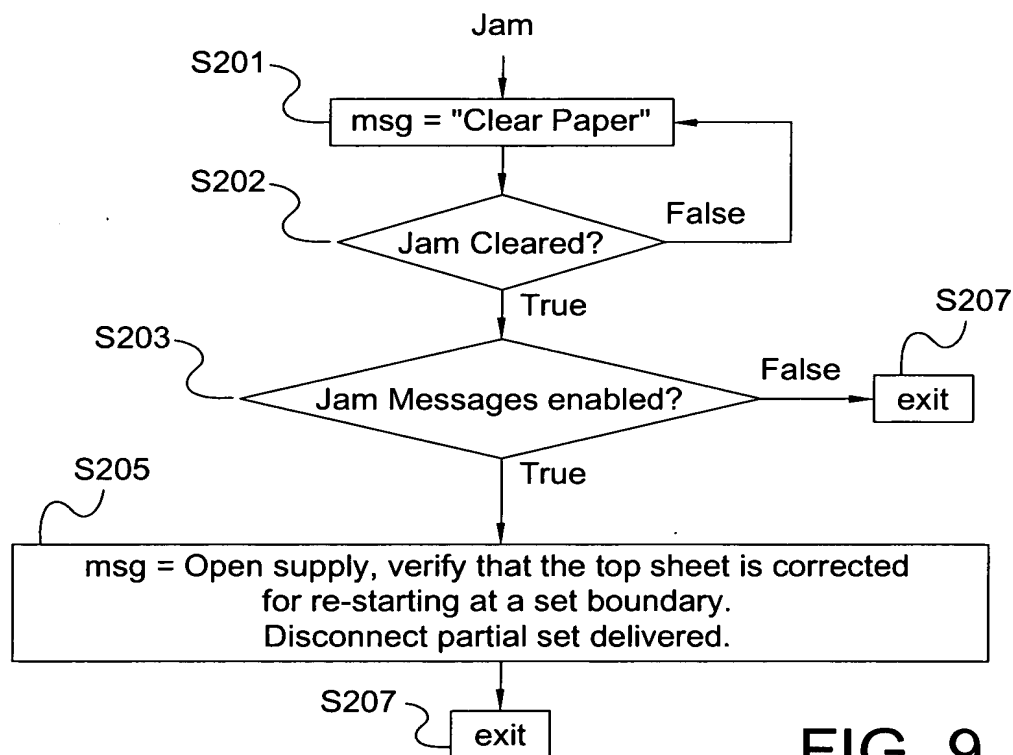 Jam
S201
msg = "Clear Paper"
S202
Jam Cleared?
False
True
S203
Jam Messages enabled?
False
S207
exit
True
S205
msg = Open supply, verify that the top sheet is corrected
for re-starting at a set boundary.
Disconnect partial set delivered.
S207
exit
FIG. 9